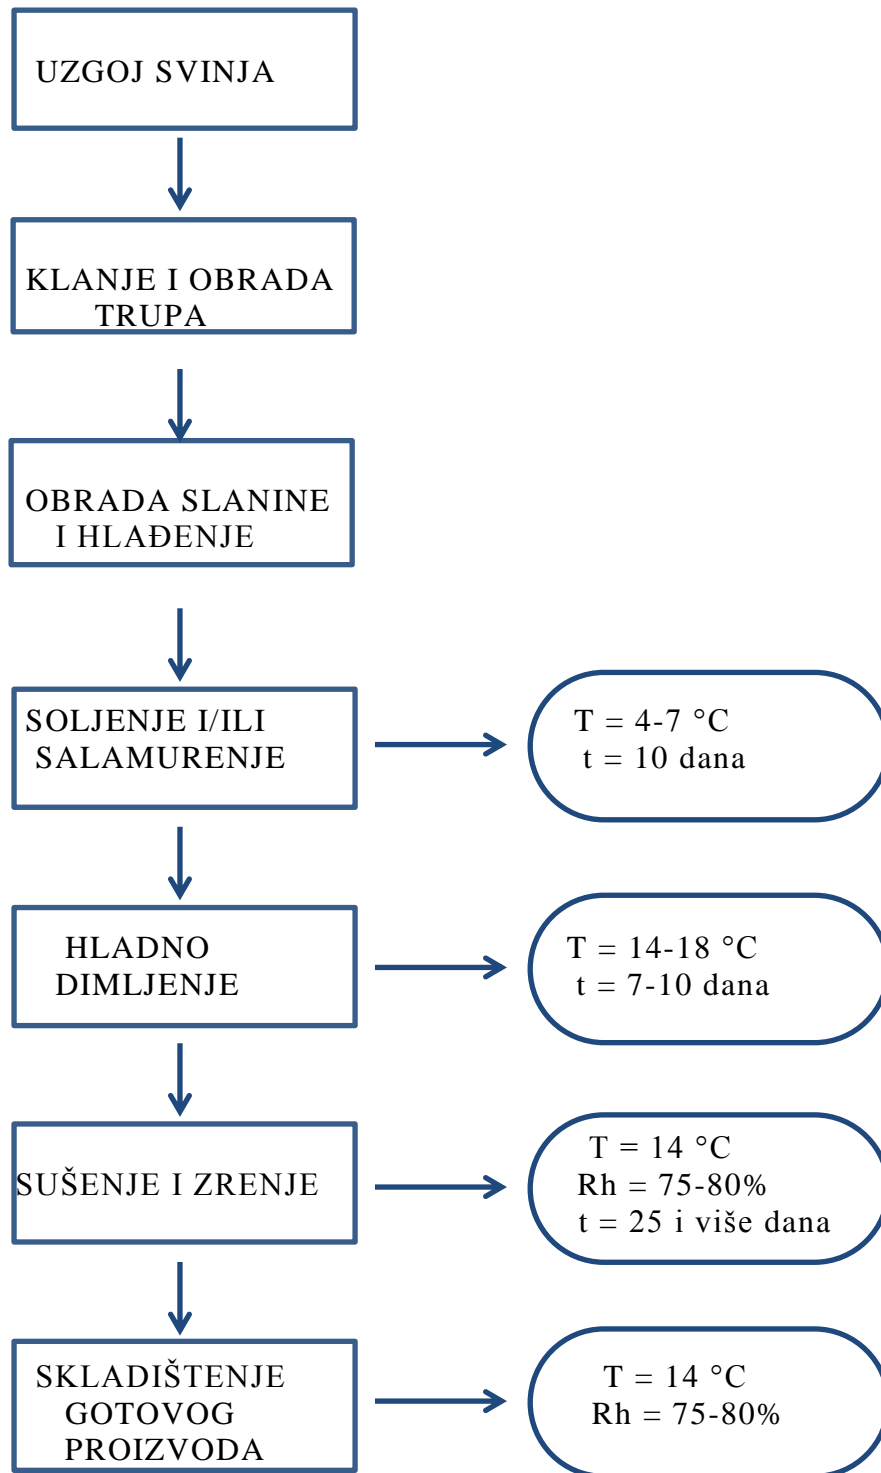 UZGOJ SVINJA
KLANJE I OBRADA
TRUPA
OBRADA SLANINE
I HLAĐENJE
SOLJENJE I/ILI
SALAMURENJE
T = 4-7 °C
t = 10 dana
HLADNO
DIMLJENJE
T = 14-18 °C
t = 7-10 dana
SUŠENJE I ZRENJE
T = 14 °C
Rh = 75-80%
t = 25 i više dana
SKLADIŠTENJE
GOTOVOG
PROIZVODA
T = 14 °C
Rh = 75-80%